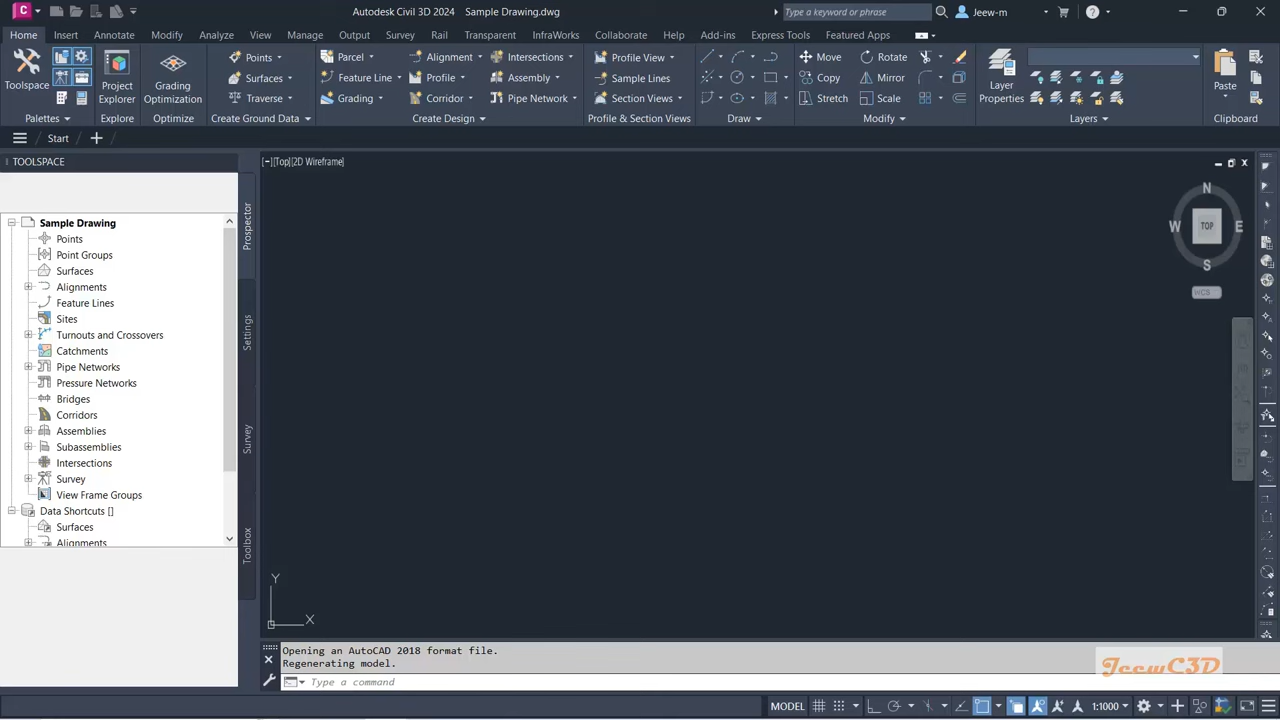 Autodesk Civil 3D 2024 Sample Drawing.dwg
Type a keyword or phrase
Jeew-m
Home Insert Annotate Modify Analyze View Manage Output Survey Rail Transparent InfraWorks Collaborate Help Add-ins Express Tools Featured Apps
Toolspace
Palettes
Project Explorer
Explore
Grading Optimization
Optimize
Points
Surfaces
Traverse
Create Ground Data
Parcel
Feature Line
Grading
Alignment
Profile
Corridor
Intersections
Assembly
Pipe Network
Create Design
Profile View
Sample Lines
Section Views
Profile & Section Views
Draw
Move
Copy
Stretch
Rotate
Mirror
Scale
Modify
Layer Properties
Layers
Paste
Clipboard
Start
TOOLSPACE
Sample Drawing
Points
Point Groups
Surfaces
Alignments
Feature Lines
Sites
Turnouts and Crossovers
Catchments
Pipe Networks
Pressure Networks
Bridges
Corridors
Assemblies
Subassemblies
Intersections
Survey
View Frame Groups
Data Shortcuts []
Surfaces
Alignments
Prospector
Settings
Survey
Toolbox
[−][Top][2D Wireframe]
N
W TOP E
S
WCS
Y
X
Opening an AutoCAD 2018 format file.
Regenerating model.
Type a command
JeewC3D
MODEL
1:1000